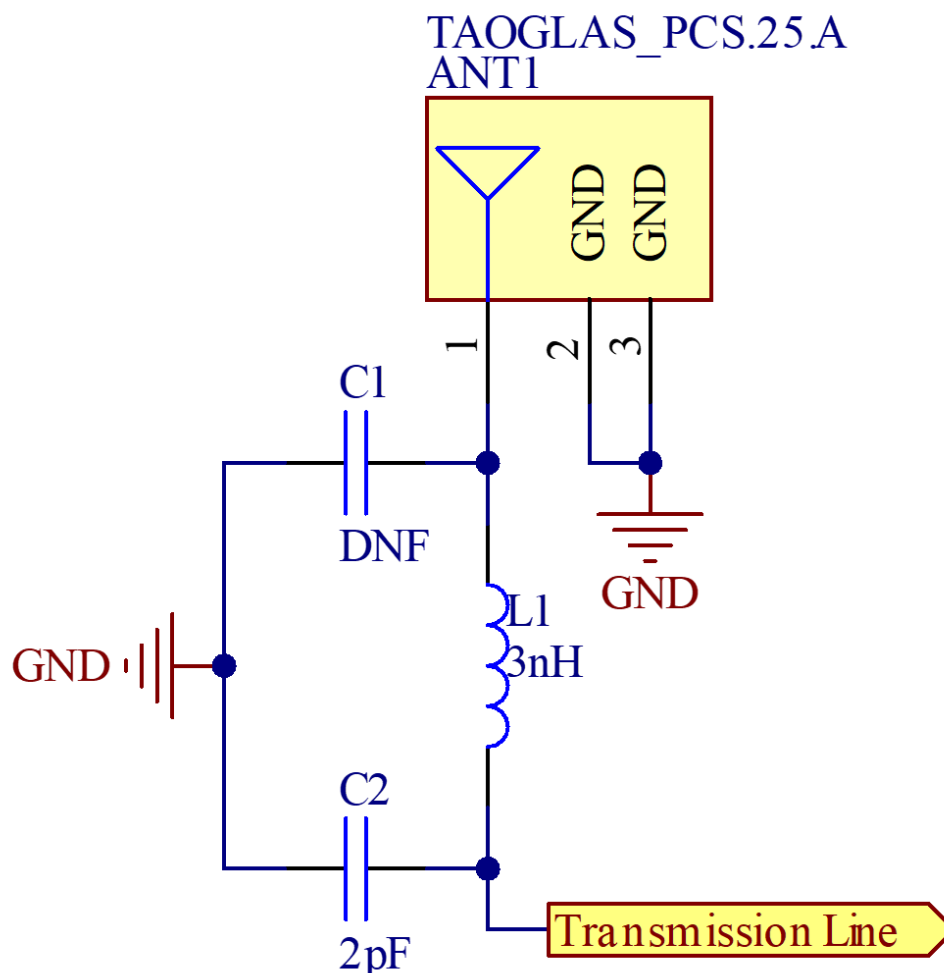 TAOGLAS_PCS.25.A
ANT1
GND
GND
1
2
3
C1
DNF
GND
L1
3nH
GND
C2
2pF
Transmission Line